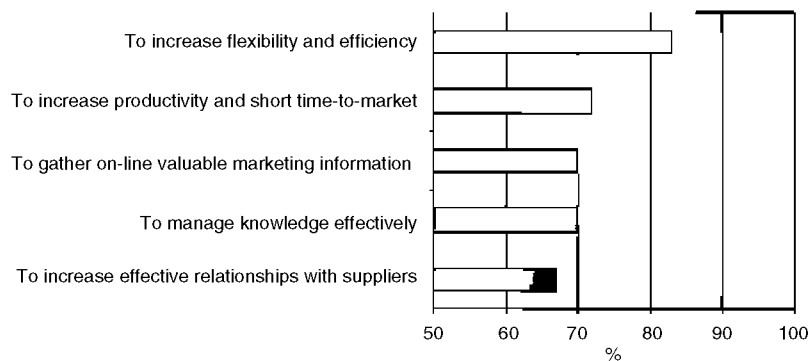 To increase flexibility and efficiency
To increase productivity and short time-to-market
To gather on-line valuable marketing information
To manage knowledge effectively
To increase effective relationships with suppliers
50 60 70 80 90 100
%